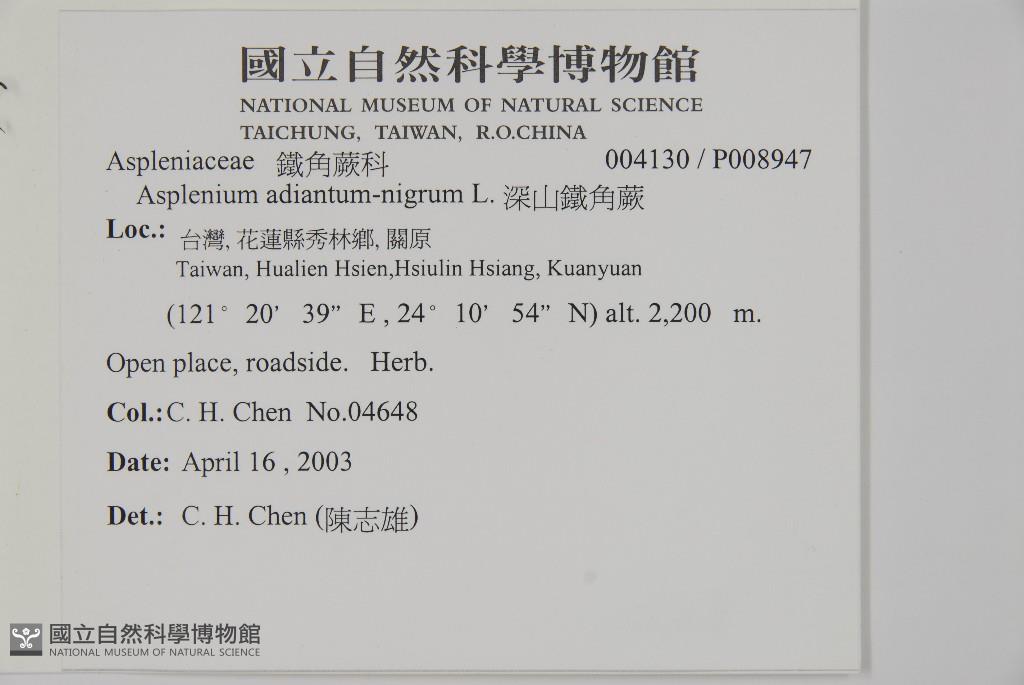 國立自然科學博物館
NATIONAL MUSEUM OF NATURAL SCIENCE
TAICHUNG, TAIWAN, R.O.CHINA
Aspleniaceae 鐵角蕨科 004130 / P008947
Asplenium adiantum-nigrum L. 深山鐵角蕨
Loc.: 台灣, 花蓮縣秀林鄉, 關原
Taiwan, Hualien Hsien,Hsiulin Hsiang, Kuanyuan
(121° 20’ 39” E , 24° 10’ 54” N) alt. 2,200 m.
Open place, roadside. Herb.
Col.: C. H. Chen No.04648
Date: April 16 , 2003
Det.: C. H. Chen (陳志雄)
國立自然科學博物館
NATIONAL MUSEUM OF NATURAL SCIENCE